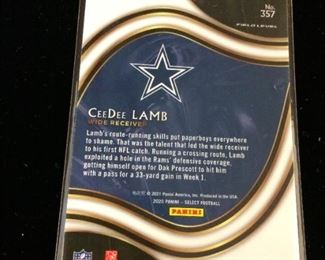 No.
357
CEEDEE LAMB
WIDE RECEIVER
Lamb's route-running skills put paperboys everywhere
to shame. That was the talent that led the wide receiver
to his first NFL catch. Running a crossing route, Lamb
exploited a hole in the Rams' defensive coverage,
getting himself open for Dak Prescott to hit him
with a pass for a 33-yard gain in Week 1.
© 2021 Panini America, Inc. Produced in the USA.
2020 PANINI - SELECT FOOTBALL
PANINI
NFL